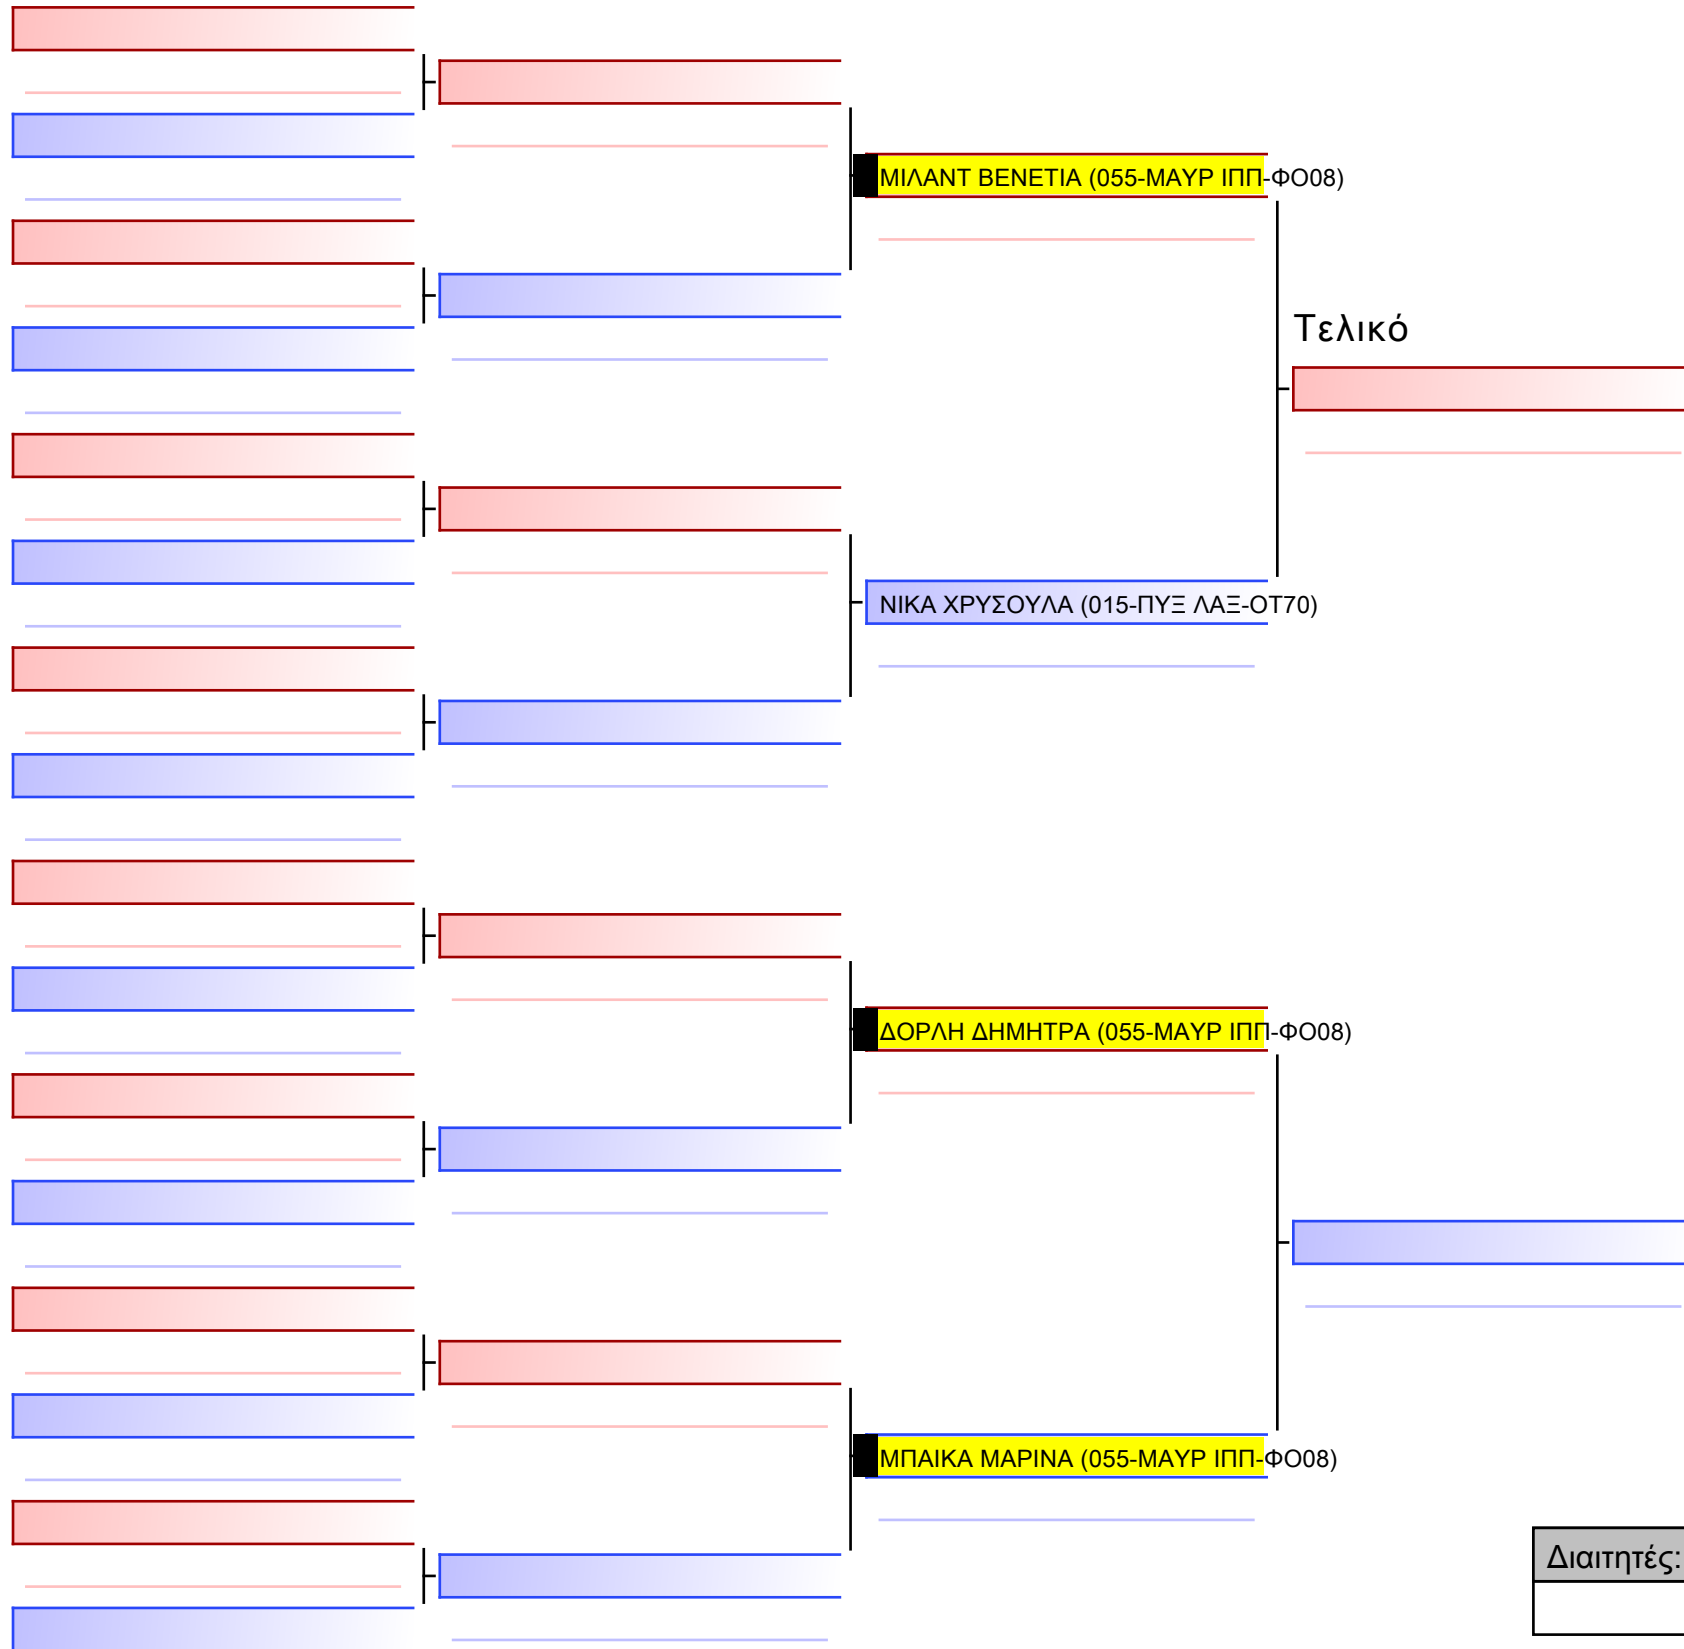 ΜΙΛΑΝΤ ΒΕΝΕΤΙΑ (055-ΜΑΥΡ ΙΠΠ-ΦΟ08)
Τελικό
ΝΙΚΑ ΧΡΥΣΟΥΛΑ (015-ΠΥΞ ΛΑΞ-ΟΤ70)
ΔΟΡΛΗ ΔΗΜΗΤΡΑ (055-ΜΑΥΡ ΙΠΠ-ΦΟ08)
ΜΠΑΙΚΑ ΜΑΡΙΝΑ (055-ΜΑΥΡ ΙΠΠ-ΦΟ08)
Διαιτητές: